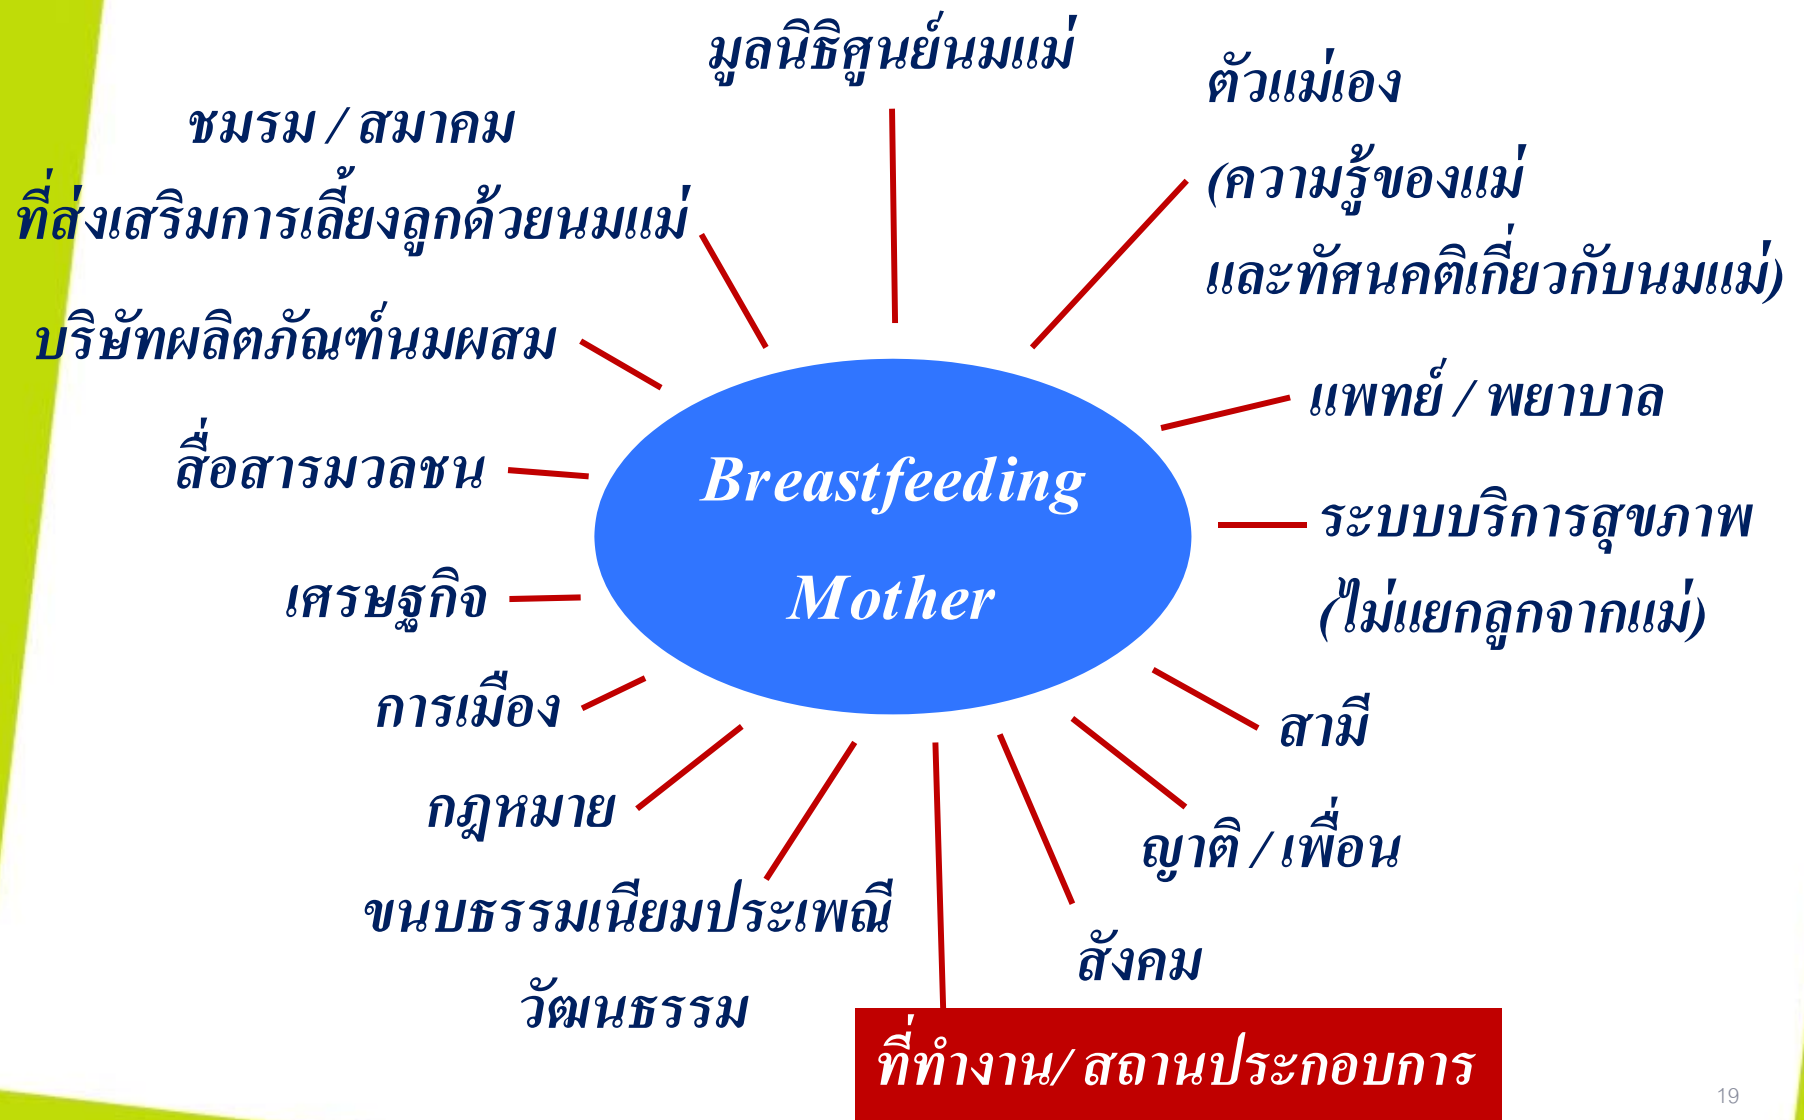 มูลนิธิศูนย์นมแม่
ตัวแม่เอง
(ความรู้ของแม่
และทัศนคติเกี่ยวกับนมแม่)
ชมรม / สมาคม
ที่ส่งเสริมการเลี้ยงลูกด้วยนมแม่
บริษัทผลิตภัณฑ์นมผสม
แพทย์ / พยาบาล
สื่อสารมวลชน
Breastfeeding
Mother
ระบบบริการสุขภาพ
(ไม่แยกลูกจากแม่)
เศรษฐกิจ
การเมือง
สามี
กฎหมาย
ญาติ / เพื่อน
ขนบธรรมเนียมประเพณี
วัฒนธรรม
สังคม
ที่ทำงาน/ สถานประกอบการ
19